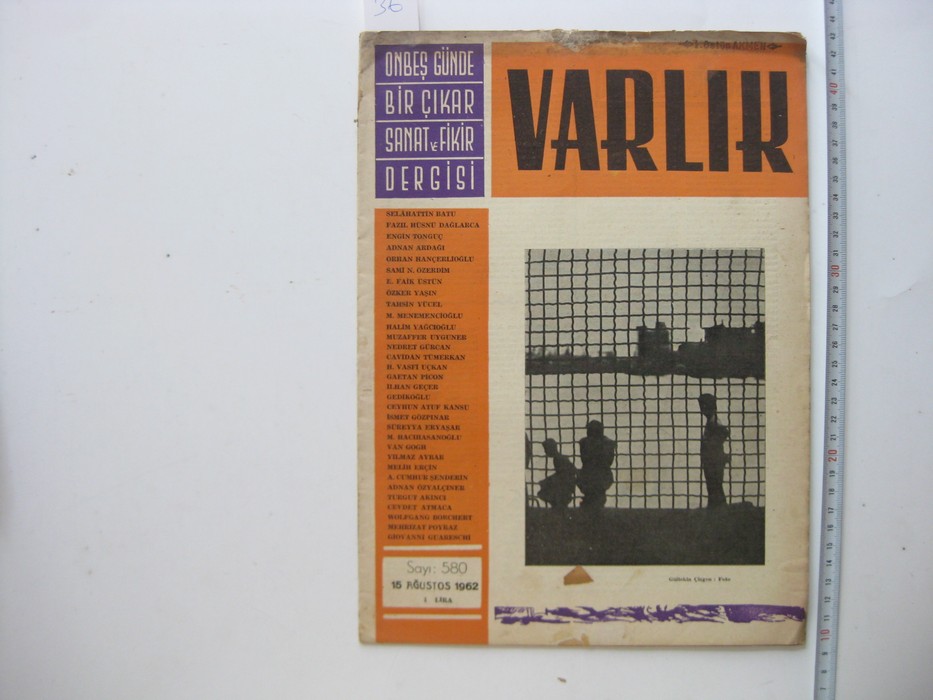 36
ONBEŞ GÜNDE
BİR ÇIKAR
SANAT VE FİKİR
DERGİSİ
VARLIK
SELÂHATTİN BATU
FAZIL HÜSNÜ DAĞLARCA
ENGİN TONGUÇ
ADNAN ARDAĞI
ORHAN HANÇERLİOĞLU
SAMİ N. ÖZERDİM
E. FAİK ÜSTÜN
ÖZKER YAŞIN
TAHSİN YÜCEL
M. MENEMENCİOĞLU
HALİM YAĞCIOĞLU
MUZAFFER UYGUNER
NEDRET GÜRCAN
CAVİDAN TÜMERKAN
H. VASFİ UÇKAN
GAETAN PİCON
İLHAN GEÇER
GEDİKOĞLU
CEYHUN ATUF KANSU
İSMET GÖZPINAR
SÜREYYA ERYAŞAR
M. HACIHASANOĞLU
VAN GOGH
YILMAZ AYBAR
MELİH ERÇİN
A. CUMHUR ŞENDERİN
ADNAN ÖZYALÇINER
TURGUT AKINCI
CEVDET ATMACA
WOLFGANG BORCHERT
MEHRİZAT POYRAZ
GIOVANNI GUARESCHI
Sayı: 580
15 AĞUSTOS 1962
1 LİRA